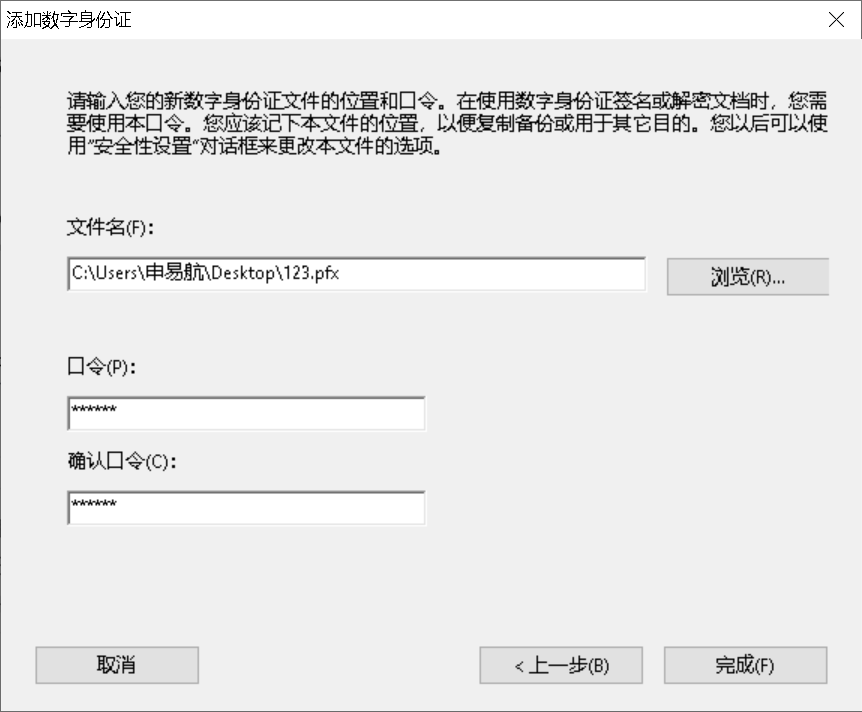 添加数字身份证
请输入您的新数字身份证文件的位置和口令。在使用数字身份证签名或解密文档时，您需
要使用本口令。您应该记下本文件的位置，以便复制备份或用于其它目的。您以后可以使
用"安全性设置"对话框来更改本文件的选项。
文件名(F)：
C:\Users\申易航\Desktop\123.pfx
浏览(R)...
口令(P)：
******
确认口令(C)：
******
取消
< 上一步(B)
完成(F)